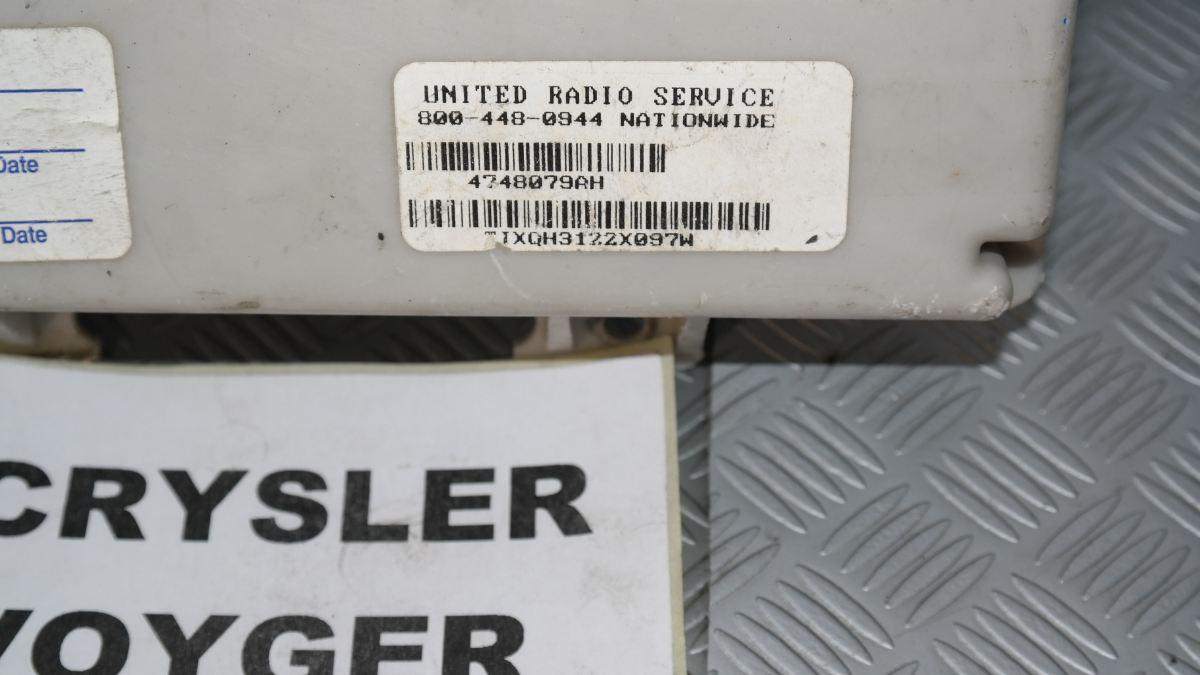 Date
Date
UNITED RADIO SERVICE
800-448-0944 NATIONWIDE
4748079AH
TIXQH3122X097W
CRYSLER
VOYGER